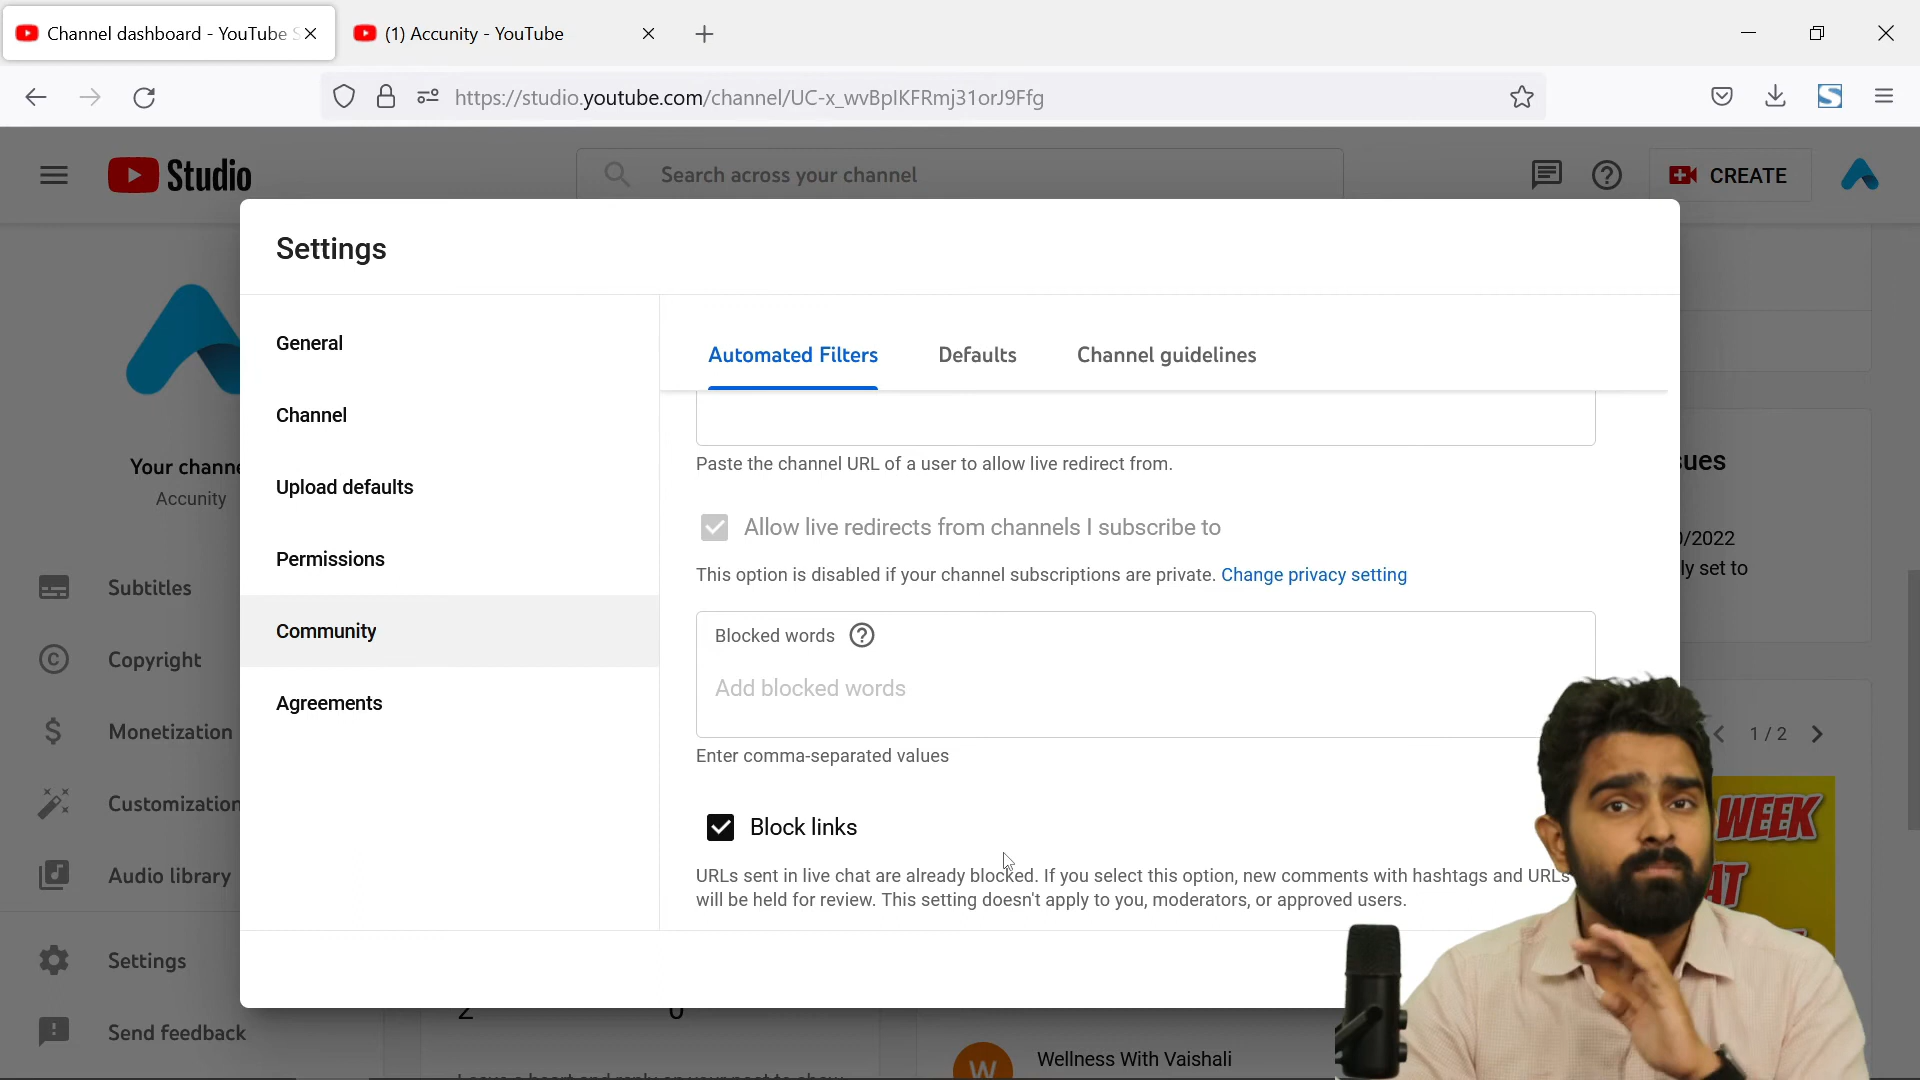 Channel dashboard - YouTube S
(1) Accunity - YouTube
https://studio.youtube.com/channel/UC-x_wvBpIKFRmj31orJ9Ffg
Studio
Search across your channel
CREATE
Settings
General
Channel
Upload defaults
Permissions
Community
Agreements
Automated Filters
Defaults
Channel guidelines
Paste the channel URL of a user to allow live redirect from.
Allow live redirects from channels I subscribe to
This option is disabled if your channel subscriptions are private. Change privacy setting
Blocked words
Add blocked words
Enter comma-separated values
Block links
URLs sent in live chat are already blocked. If you select this option, new comments with hashtags and URLs
will be held for review. This setting doesn't apply to you, moderators, or approved users.
Your channe
Accunity
Subtitles
Copyright
Monetization
Customization
Audio library
Settings
Send feedback
sues
/2022
ly set to
1 / 2
WEEK
AT
W
Wellness With Vaishali